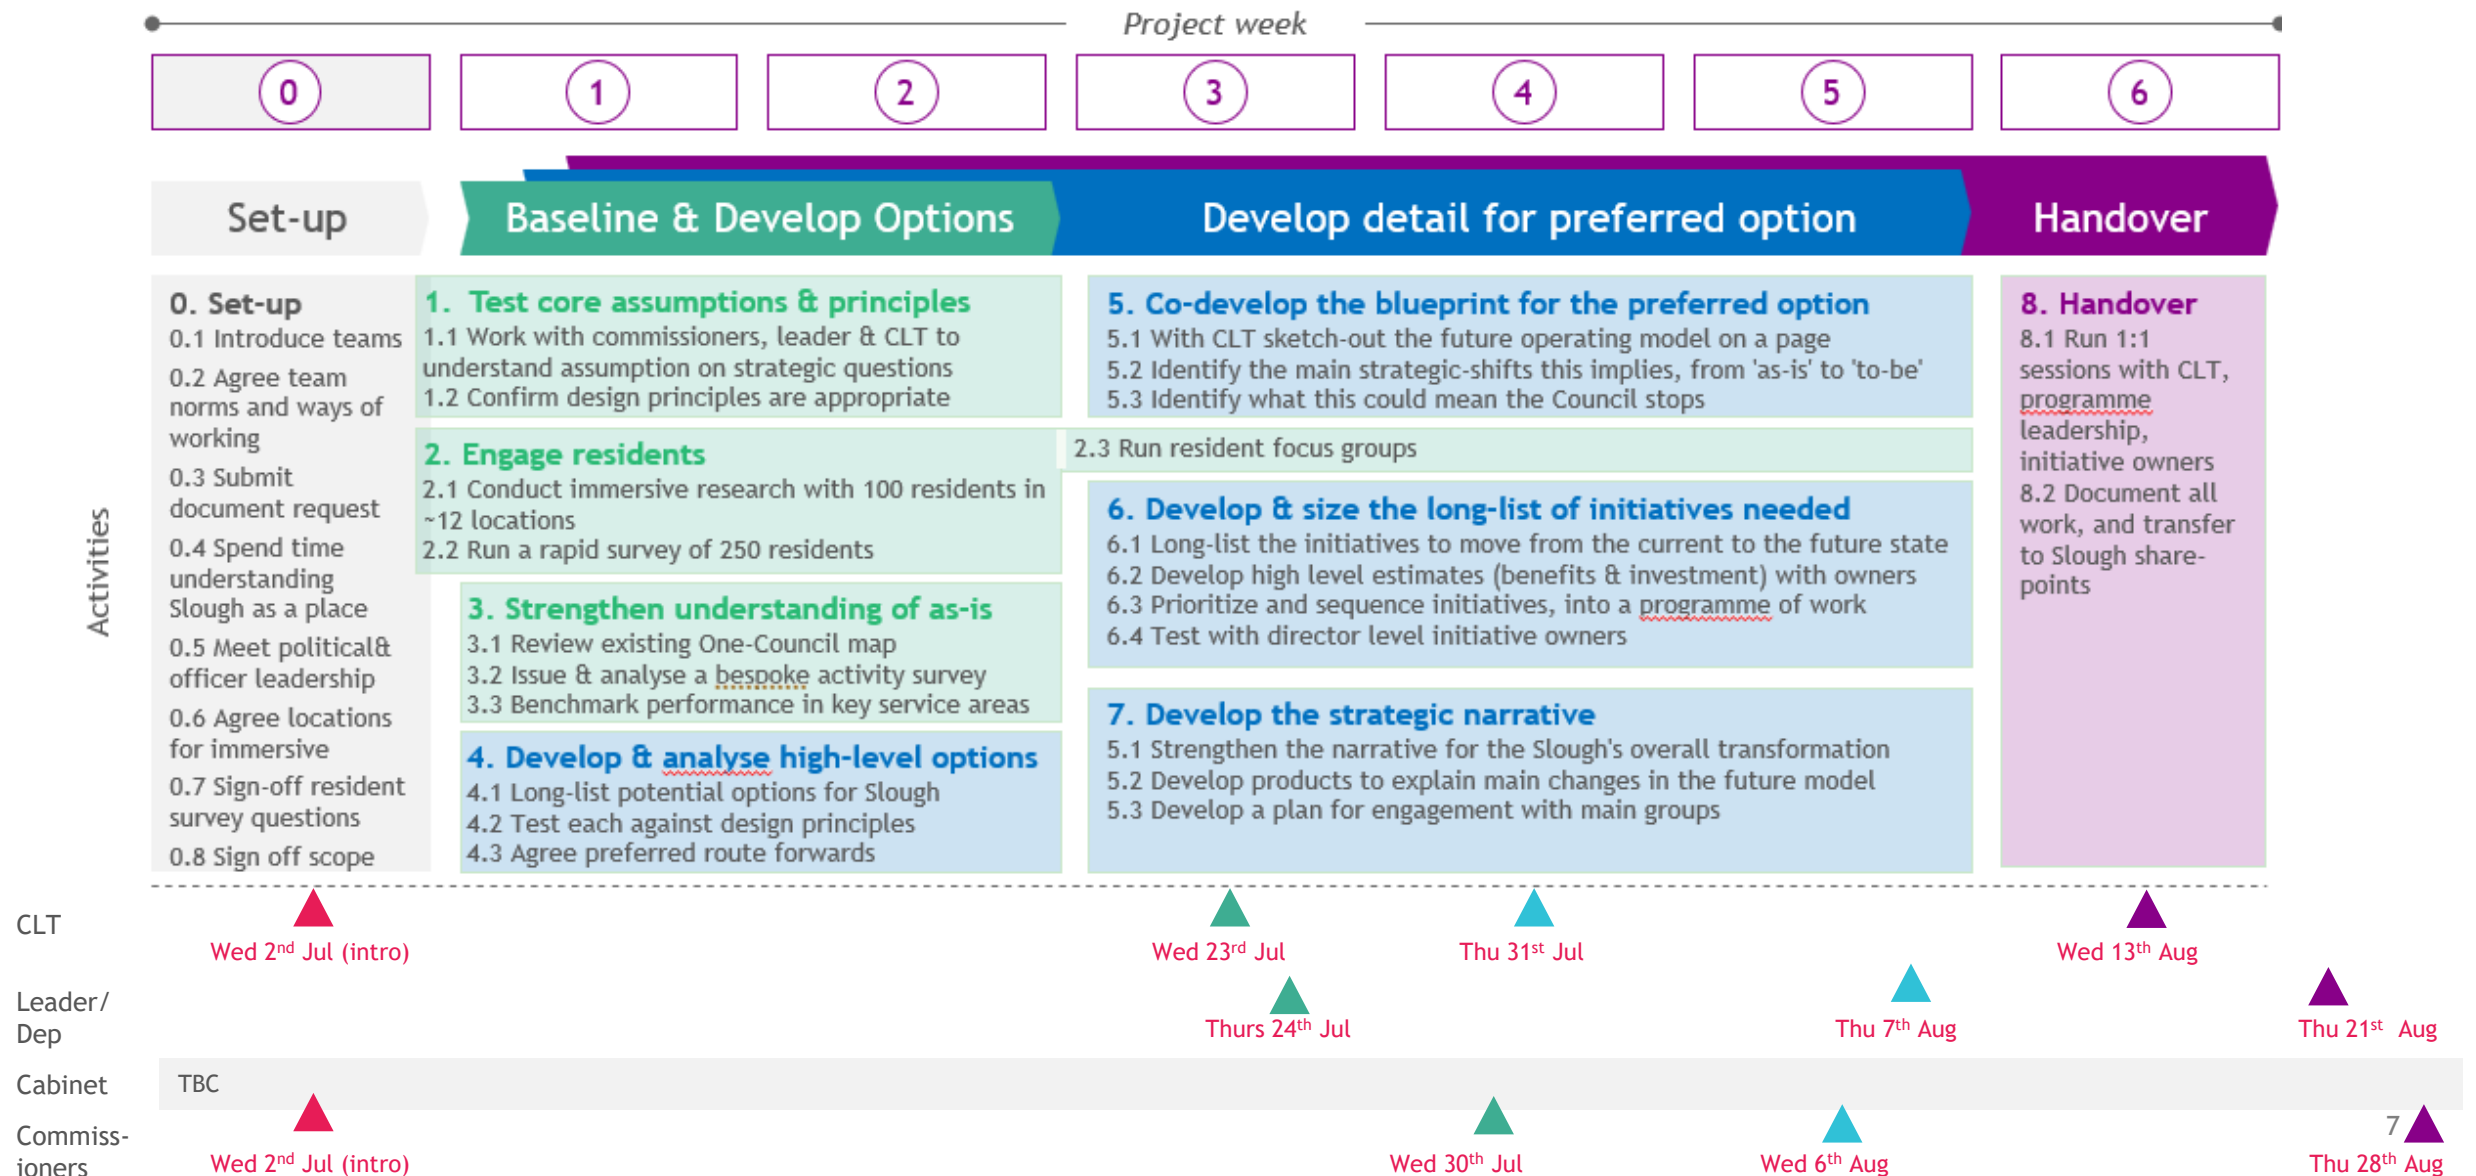 Project week
0
1
2
3
4
5
6
Set-up
Baseline & Develop Options
Develop detail for preferred option
Handover
Activities
0. Set-up
0.1 Introduce teams
0.2 Agree team
norms and ways of
working
0.3 Submit
document request
0.4 Spend time
understanding
Slough as a place
0.5 Meet political&
officer leadership
0.6 Agree locations
for immersive
0.7 Sign-off resident
survey questions
0.8 Sign off scope
1. Test core assumptions & principles
1.1 Work with commissioners, leader & CLT to
understand assumption on strategic questions
1.2 Confirm design principles are appropriate
2. Engage residents
2.1 Conduct immersive research with 100 residents in
~12 locations
2.2 Run a rapid survey of 250 residents
2.3 Run resident focus groups
3. Strengthen understanding of as-is
3.1 Review existing One-Council map
3.2 Issue & analyse a bespoke activity survey
3.3 Benchmark performance in key service areas
4. Develop & analyse high-level options
4.1 Long-list potential options for Slough
4.2 Test each against design principles
4.3 Agree preferred route forwards
5. Co-develop the blueprint for the preferred option
5.1 With CLT sketch-out the future operating model on a page
5.2 Identify the main strategic-shifts this implies, from 'as-is' to 'to-be'
5.3 Identify what this could mean the Council stops
6. Develop & size the long-list of initiatives needed
6.1 Long-list the initiatives to move from the current to the future state
6.2 Develop high level estimates (benefits & investment) with owners
6.3 Prioritize and sequence initiatives, into a programme of work
6.4 Test with director level initiative owners
7. Develop the strategic narrative
5.1 Strengthen the narrative for the Slough's overall transformation
5.2 Develop products to explain main changes in the future model
5.3 Develop a plan for engagement with main groups
8. Handover
8.1 Run 1:1
sessions with CLT,
programme
leadership,
initiative owners
8.2 Document all
work, and transfer
to Slough share-
points
CLT
Wed 2nd Jul (intro)
Wed 23rd Jul
Thu 31st Jul
Wed 13th Aug
Leader/
Dep
Thurs 24th Jul
Thu 7th Aug
Thu 21st Aug
Cabinet
TBC
Commiss-
ioners
Wed 2nd Jul (intro)
Wed 30th Jul
Wed 6th Aug
Thu 28th Aug
7